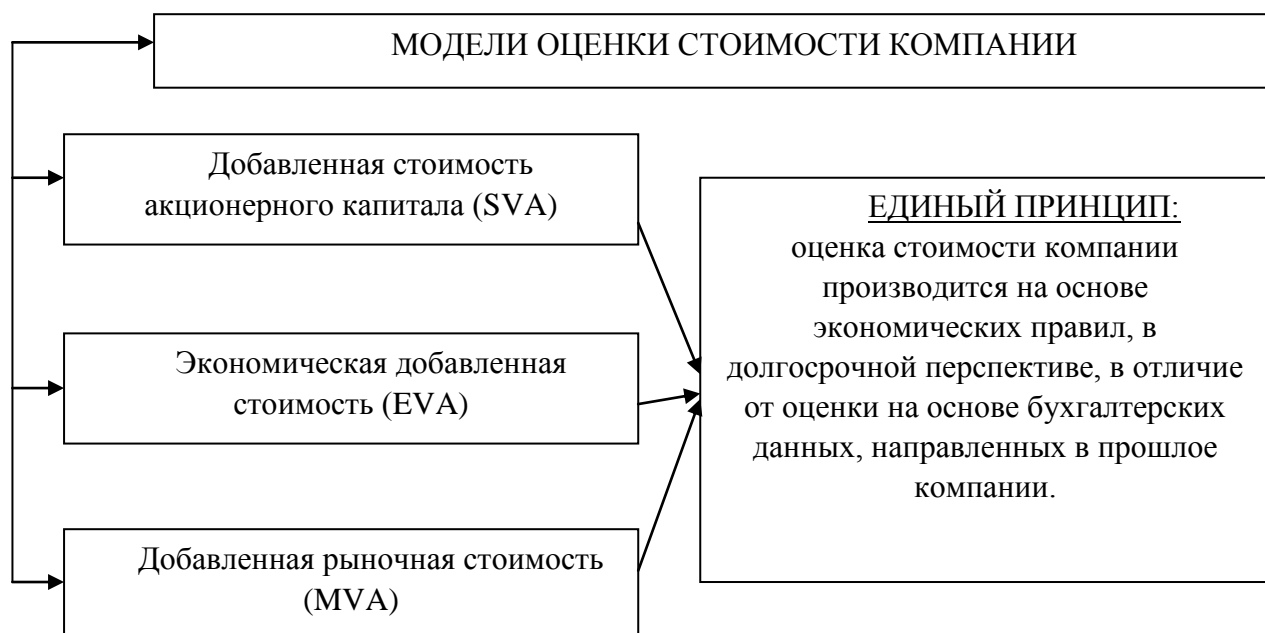 МОДЕЛИ ОЦЕНКИ СТОИМОСТИ КОМПАНИИ
Добавленная стоимость
акционерного капитала (SVA)
Экономическая добавленная
стоимость (EVA)
Добавленная рыночная стоимость
(MVA)
ЕДИНЫЙ ПРИНЦИП:
оценка стоимости компании
производится на основе
экономических правил, в
долгосрочной перспективе, в отличие
от оценки на основе бухгалтерских
данных, направленных в прошлое
компании.